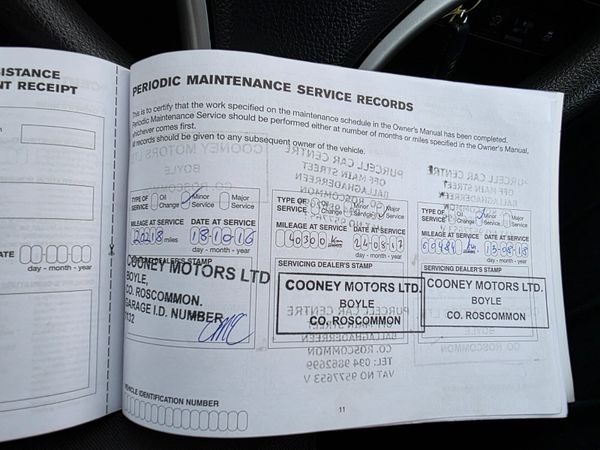 ISTANCE
NT RECEIPT
ATE
day - month - year
PERIODIC MAINTENANCE SERVICE RECORDS
This is to certify that the work specified on the maintenance schedule in the Owner's Manual has been completed.
Periodic Maintenance Service should be performed either at number of months or miles specified in the Owner's Manual,
whichever comes first.
All records should be given to any subsequent owner of the vehicle.
TYPE OF SERVICE Oil Change Minor Service Major Service
MILEAGE AT SERVICE DATE AT SERVICE
20218 miles 18-10-16
day - month - year
COONEY MOTORS LTD
BOYLE,
CO. ROSCOMMON.
GARAGE I.D. NUMBER
132
TYPE OF SERVICE Oil Change Minor Service Major Service
MILEAGE AT SERVICE DATE AT SERVICE
40300 km 24-08-17
day - month - year
SERVICING DEALER'S STAMP
COONEY MOTORS LTD.
BOYLE
CO. ROSCOMMON
TYPE OF SERVICE Oil Change Minor Service Major Service
MILEAGE AT SERVICE DATE AT SERVICE
60484 km 13-08-18
day - month - year
SERVICING DEALER'S STAMP
COONEY MOTORS LTD.
BOYLE
CO. ROSCOMMON
VEHICLE IDENTIFICATION NUMBER
11